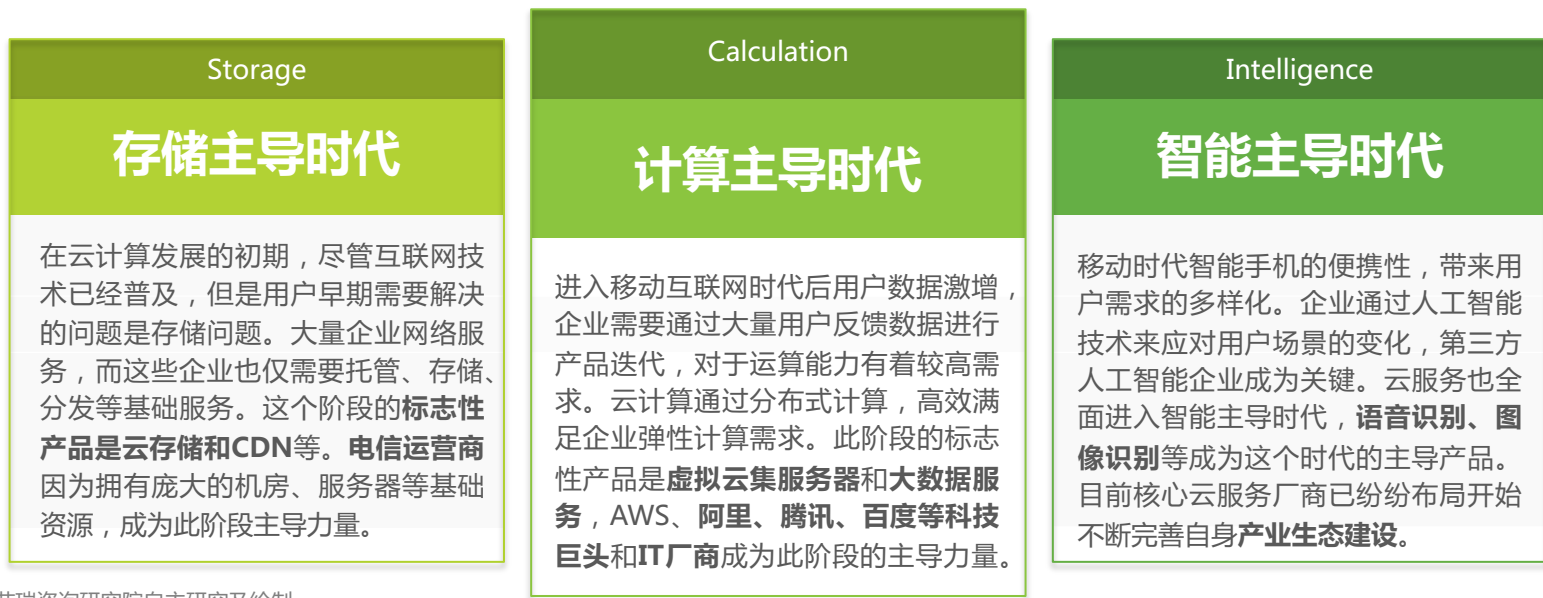 Storage
存储主导时代
在云计算发展的初期，尽管互联网技
术已经普及，但是用户早期需要解决
的问题是存储问题。大量企业网络服
务，而这些企业也仅需要托管、存储、
分发等基础服务。这个阶段的标志性
产品是云存储和CDN等。电信运营商
因为拥有庞大的机房、服务器等基础
资源，成为此阶段主导力量。
Calculation
计算主导时代
进入移动互联网时代后用户数据激增，
企业需要通过大量用户反馈数据进行
产品迭代，对于运算能力有着较高需
求。云计算通过分布式计算，高效满
足企业弹性计算需求。此阶段的标志
性产品是虚拟云集服务器和大数据服
务，AWS、阿里、腾讯、百度等科技
巨头和IT厂商成为此阶段的主导力量。
Intelligence
智能主导时代
移动时代智能手机的便携性，带来用
户需求的多样化。企业通过人工智能
技术来应对用户场景的变化，第三方
人工智能企业成为关键。云服务也全
面进入智能主导时代，语音识别、图
像识别等成为这个时代的主导产品。
目前核心云服务厂商已纷纷布局开始
不断完善自身产业生态建设。